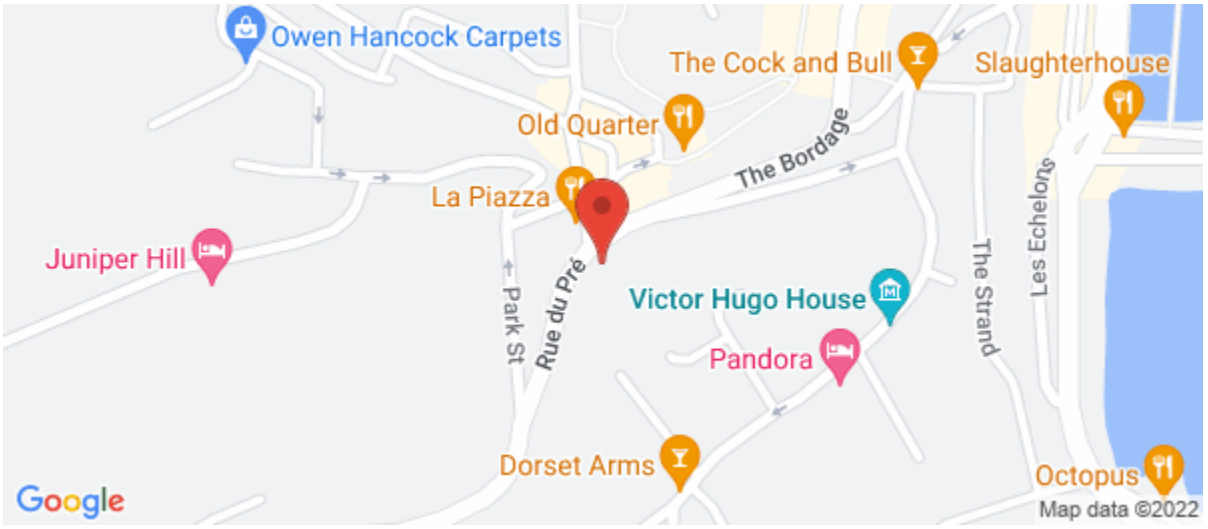 Owen Hancock Carpets
The Cock and Bull
Slaughterhouse
Old Quarter
The Bordage
La Piazza
Les Echelons
Juniper Hill
Park St
Rue du Pré
Victor Hugo House
The Strand
Pandora
Dorset Arms
Octopus
Google
Map data ©2022